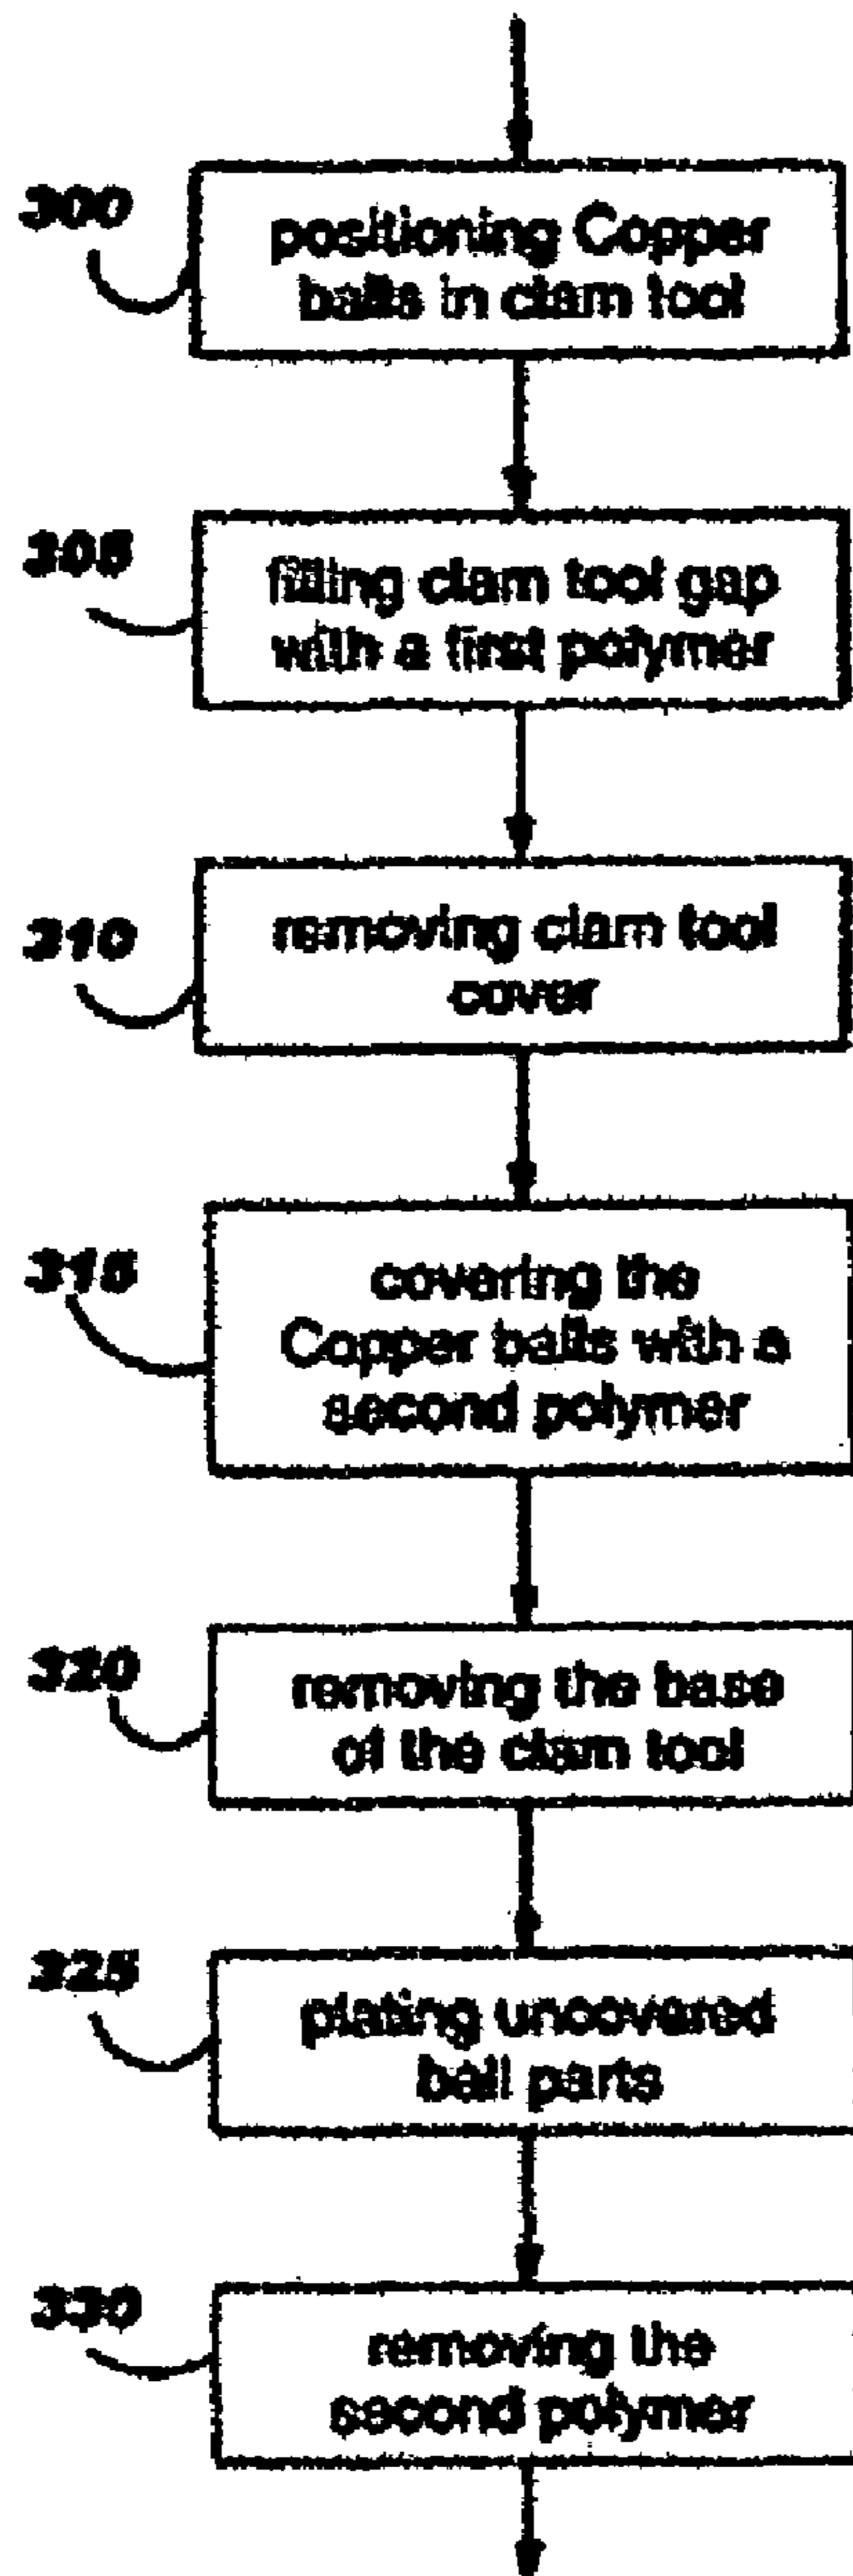 300
positioning Copper
balls in clam tool
305
filling clam tool gap
with a first polymer
310
removing clam tool
cover
315
covering the
Copper balls with a
second polymer
320
removing the base
of the clam tool
325
plating uncovered
ball parts
330
removing the
second polymer